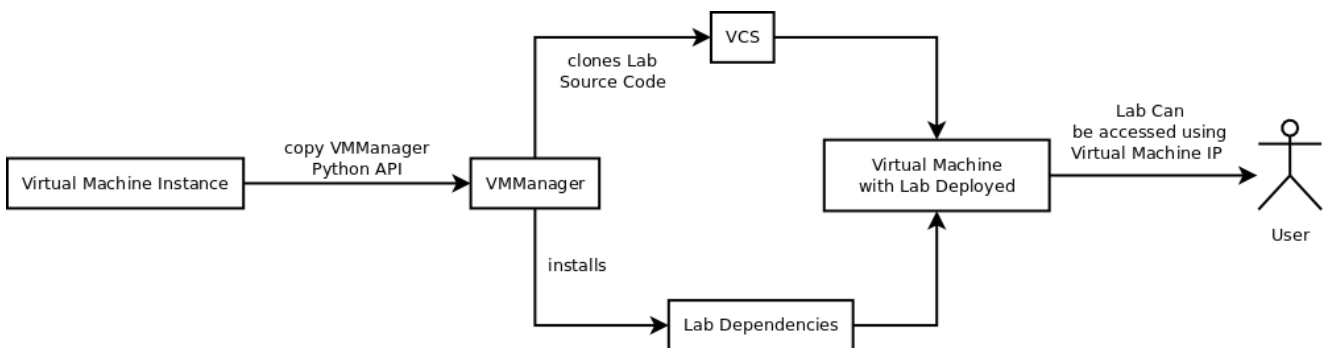 VCS
clones Lab
Source Code
Lab Can
be accessed using
Virtual Machine IP
copy VMManager
Python API
Virtual Machine Instance
VMManager
Virtual Machine
with Lab Deployed
User
installs
Lab Dependencies